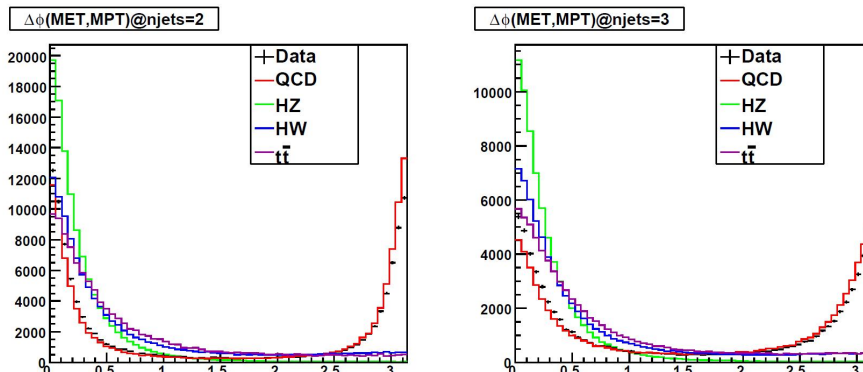 Δϕ(MET,MPT)@njets=2
Data
QCD
HZ
HW
tt̄
20000
18000
16000
14000
12000
10000
8000
6000
4000
2000
0
0 0.5 1 1.5 2 2.5 3
Δϕ(MET,MPT)@njets=3
Data
QCD
HZ
HW
tt̄
10000
8000
6000
4000
2000
0
0 0.5 1 1.5 2 2.5 3